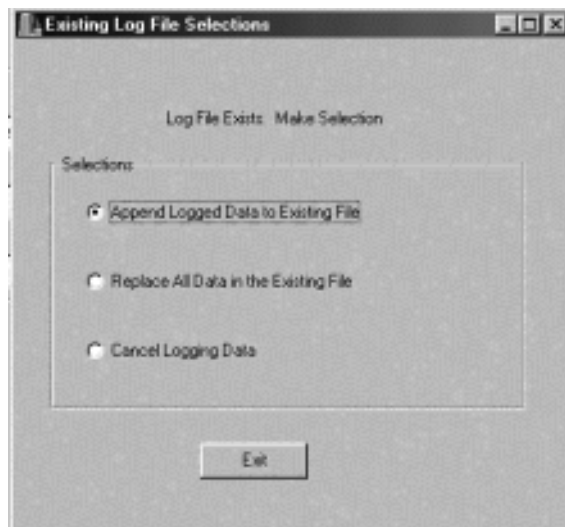 Existing Log File Selections
Log File Exists Make Selection
Selections
Append Logged Data to Existing File
Replace All Data in the Existing File
Cancel Logging Data
Exit